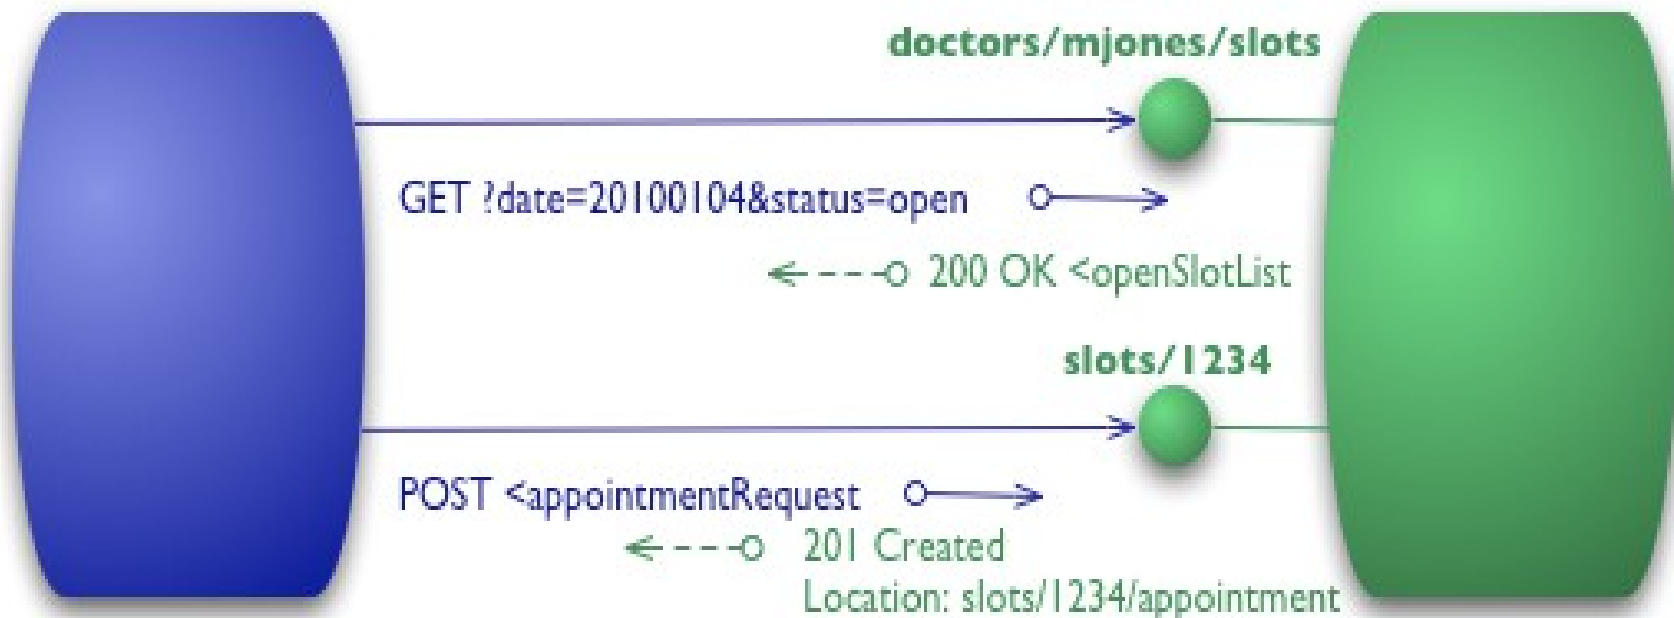 doctors/mjones/slots
GET ?date=20100104&status=open
200 OK <openSlotList
slots/1234
POST <appointmentRequest
201 Created
Location: slots/1234/appointment